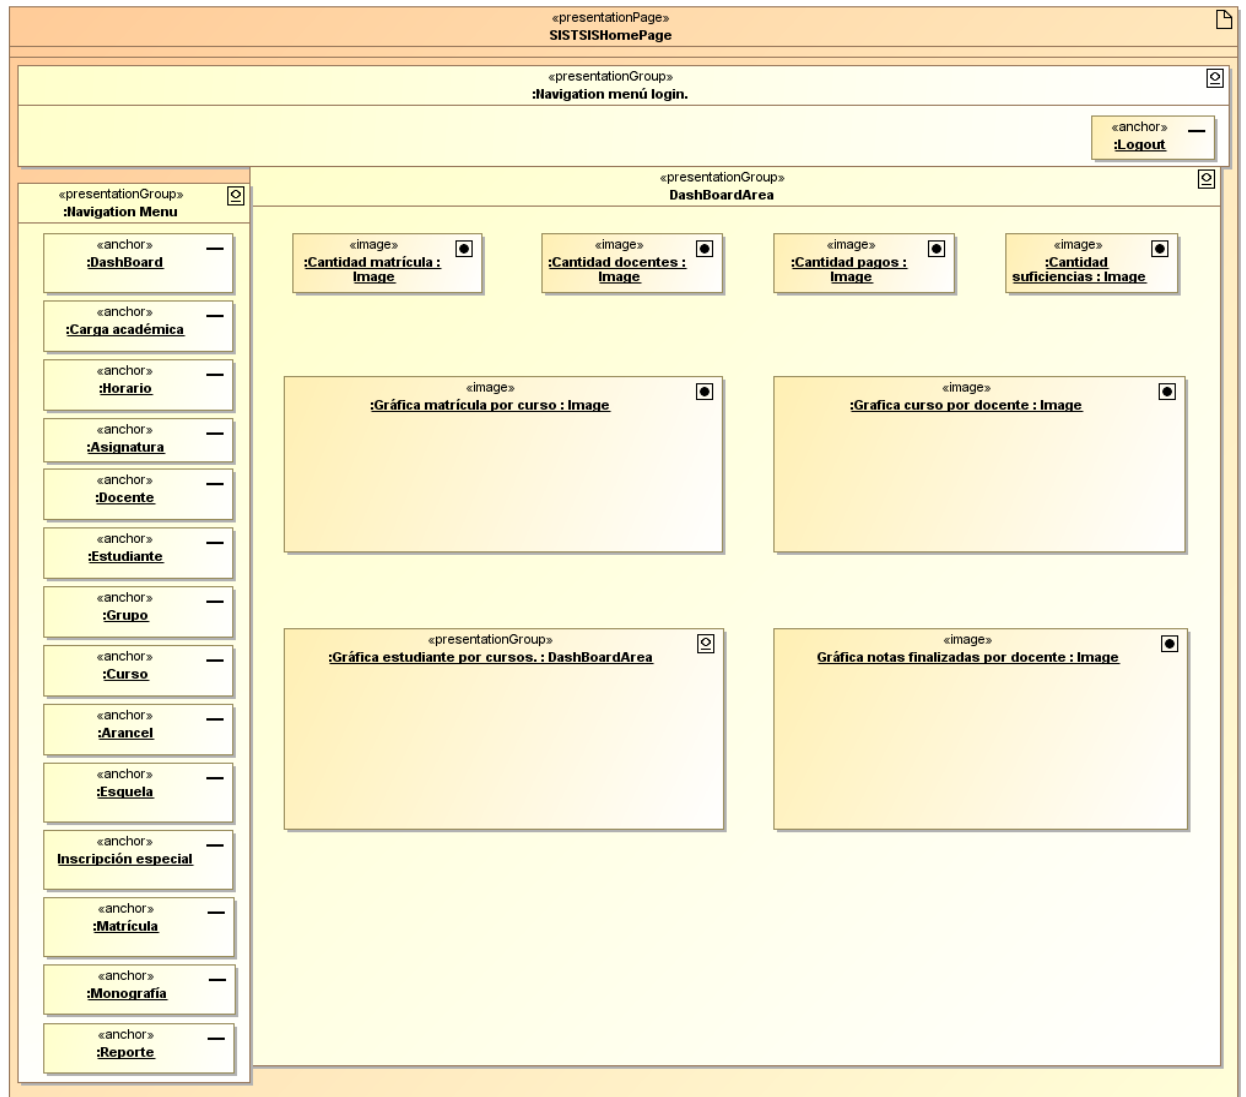 «presentationPage»
SISTSISHomePage
«presentationGroup»
:Navigation menú login.
«anchor»
:Logout
«presentationGroup»
:Navigation Menu
«anchor»
:DashBoard
«anchor»
:Carga académica
«anchor»
:Horario
«anchor»
:Asignatura
«anchor»
:Docente
«anchor»
:Estudiante
«anchor»
:Grupo
«anchor»
:Curso
«anchor»
:Arancel
«anchor»
:Esquela
«anchor»
Inscripción especial
«anchor»
:Matrícula
«anchor»
:Monografía
«anchor»
:Reporte
«presentationGroup»
DashBoardArea
«image»
:Cantidad matrícula :
Image
«image»
:Cantidad docentes :
Image
«image»
:Cantidad pagos :
Image
«image»
:Cantidad
suficiencias : Image
«image»
:Gráfica matrícula por curso : Image
«image»
:Grafica curso por docente : Image
«presentationGroup»
:Gráfica estudiante por cursos. : DashBoardArea
«image»
Gráfica notas finalizadas por docente : Image